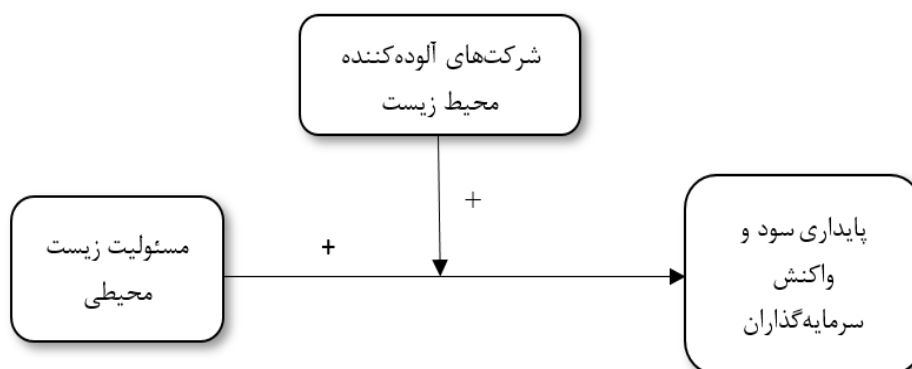 شرکت‌های آلوده‌کننده
محیط زیست
+
پایداری سود و
واکنش
سرمایه‌گذاران
+
مسئولیت زیست
محیطی